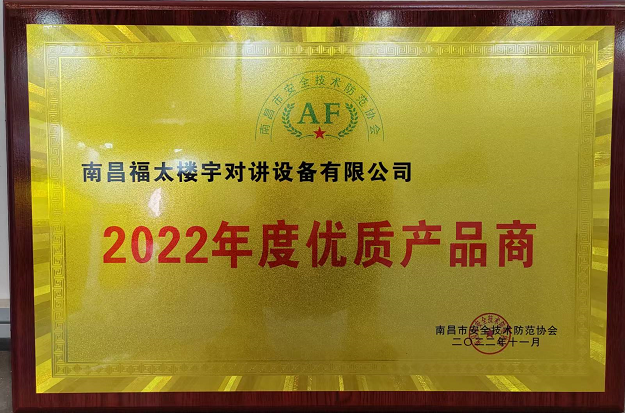 南昌市安全技术防范协会
AF
南昌福太楼宇对讲设备有限公司
2022年度优质产品商
南昌市安全技术防范协会
二〇二二年十一月